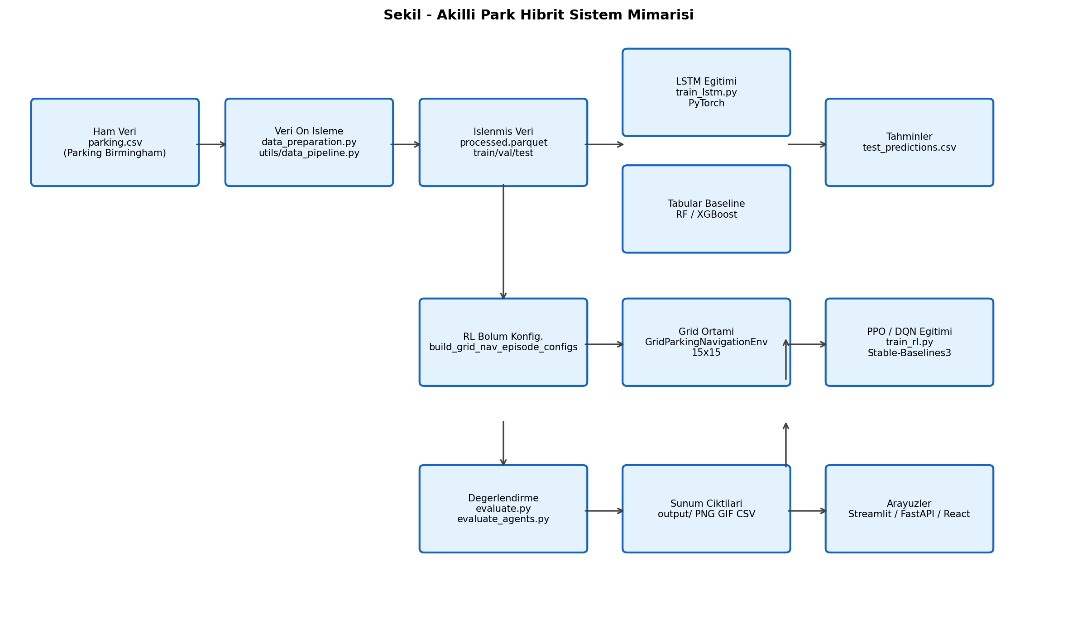 Sekil - Akilli Park Hibrit Sistem Mimarisi
Ham Veri
parking.csv
(Parking Birmingham)
Veri On Isleme
data_preparation.py
utils/data_pipeline.py
Islenmis Veri
processed.parquet
train/val/test
LSTM Egitimi
train_lstm.py
PyTorch
Tabular Baseline
RF / XGBoost
Tahminler
test_predictions.csv
RL Bolum Konfig.
build_grid_nav_episode_configs
Grid Ortami
GridParkingNavigationEnv
15x15
PPO / DQN Egitimi
train_rl.py
Stable-Baselines3
Degerlendirme
evaluate.py
evaluate_agents.py
Sunum Ciktilari
output/ PNG GIF CSV
Arayuzler
Streamlit / FastAPI / React